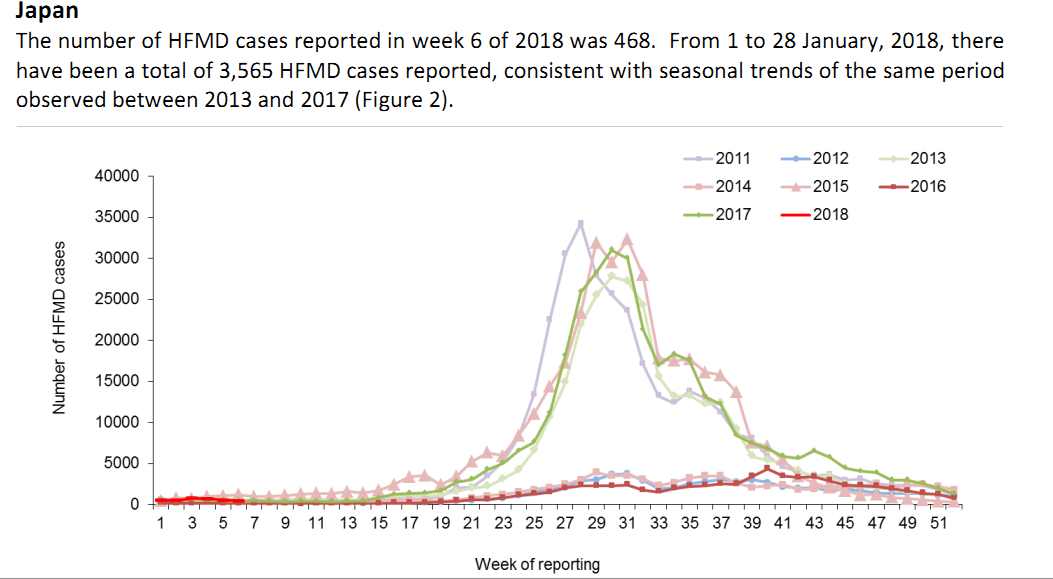 Japan
The number of HFMD cases reported in week 6 of 2018 was 468.  From 1 to 28 January, 2018, there
have been a total of 3,565 HFMD cases reported, consistent with seasonal trends of the same period
observed between 2013 and 2017 (Figure 2).
2011 2012 2013
2014 2015 2016
2017 2018
40000
35000
30000
25000
20000
15000
10000
5000
0
Number of HFMD cases
1 3 5 7 9 11 13 15 17 19 21 23 25 27 29 31 33 35 37 39 41 43 45 47 49 51
Week of reporting